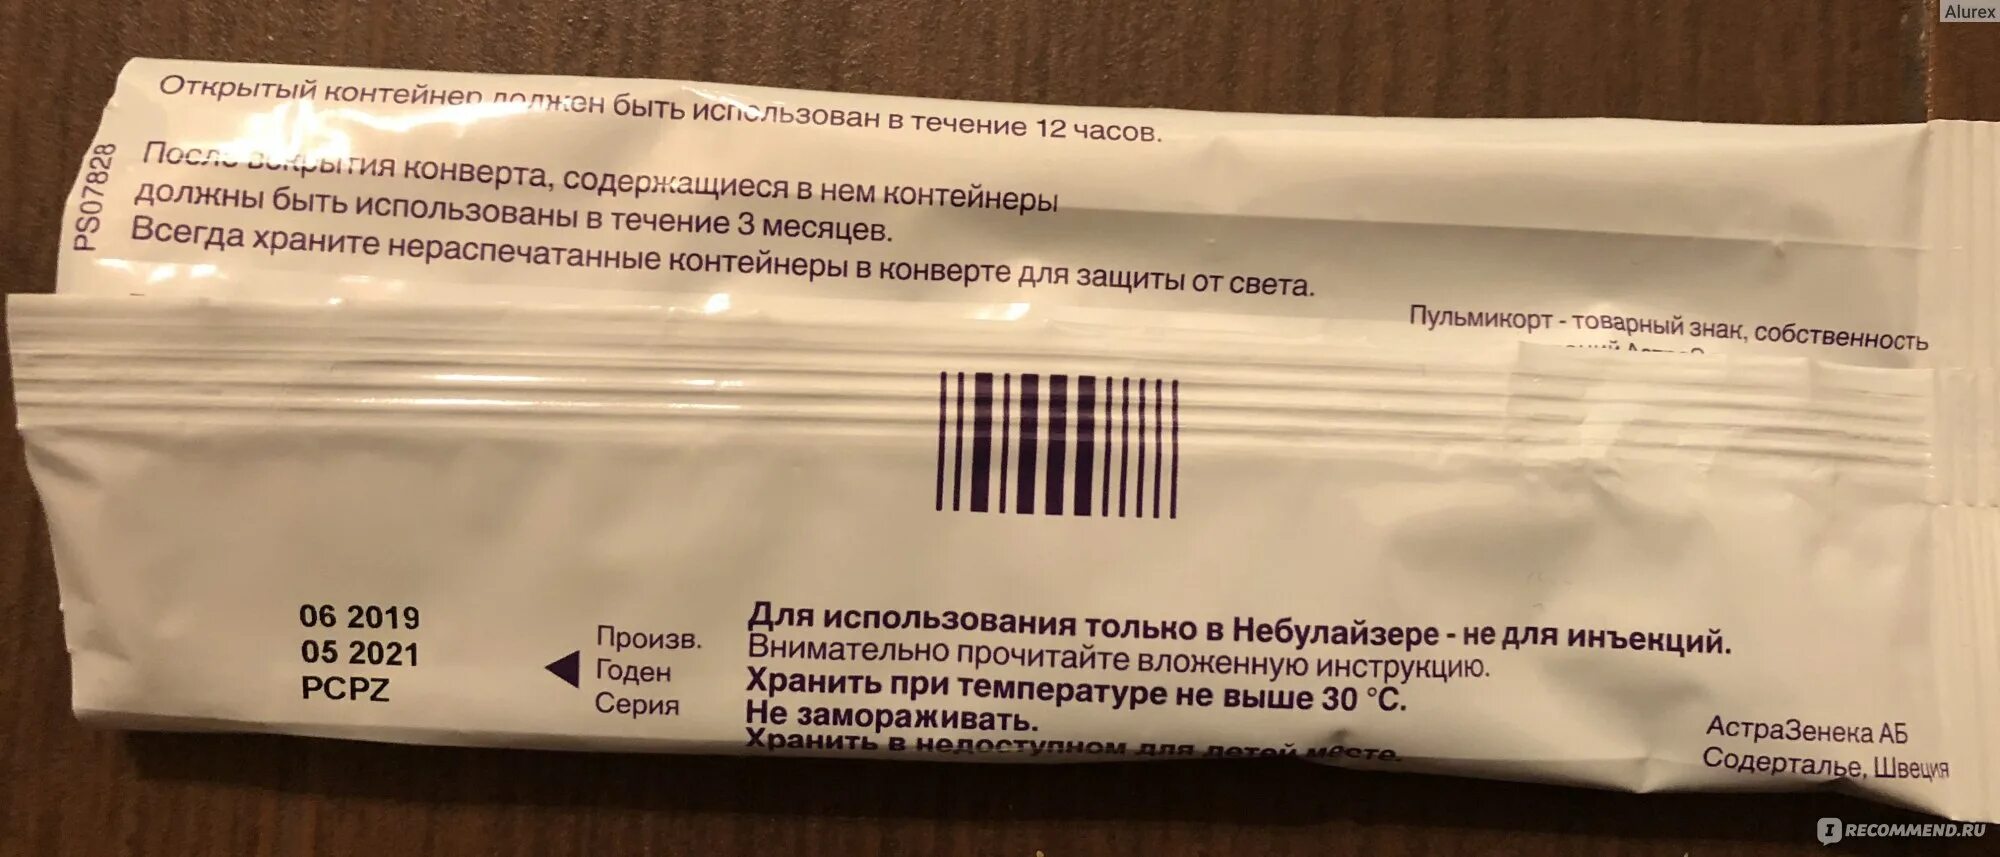 Alurex
Открытый контейнер должен быть использован в течение 12 часов.
PS07828
После вскрытия конверта, содержащиеся в нем контейнеры
должны быть использованы в течение 3 месяцев.
Всегда храните нераспечатанные контейнеры в конверте для защиты от света.
Пульмикорт - товарный знак, собственность
06 2019
05 2021
PCPZ
Произв.
Годен
Серия
Для использования только в Небулайзере - не для инъекций.
Внимательно прочитайте вложенную инструкцию.
Хранить при температуре не выше 30 °C.
Не замораживать.
Хранить в недоступном для детей месте.
АстраЗенека АБ
Содерталье, Швеция
IRECOMMEND.RU